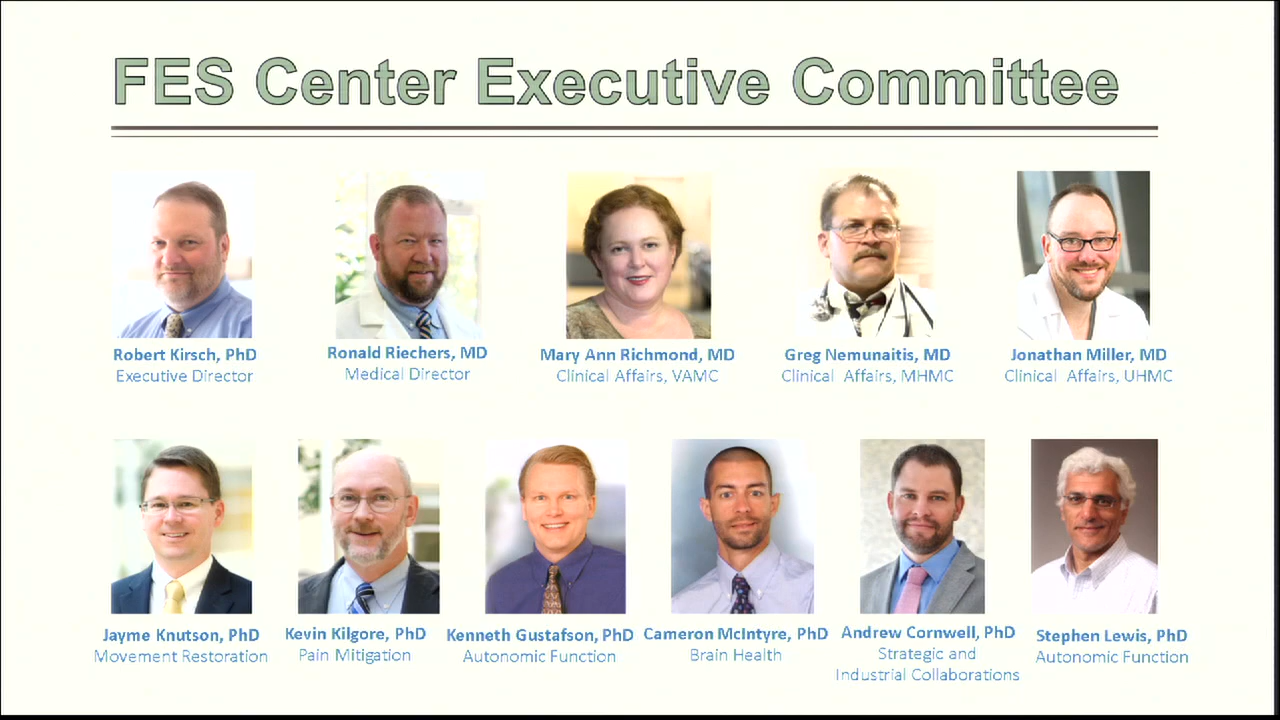 FES Center Executive Committee
Robert Kirsch, PhD
Executive Director
Ronald Riechers, MD
Medical Director
Mary Ann Richmond, MD
Clinical Affairs, VAMC
Greg Nemunaitis, MD
Clinical Affairs, MHMC
Jonathan Miller, MD
Clinical Affairs, UHMC
Jayme Knutson, PhD
Movement Restoration
Kevin Kilgore, PhD
Pain Mitigation
Kenneth Gustafson, PhD
Autonomic Function
Cameron McIntyre, PhD
Brain Health
Andrew Cornwell, PhD
Strategic and
Industrial Collaborations
Stephen Lewis, PhD
Autonomic Function